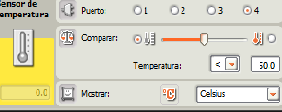 Sensor de
temperatura
Puerto: 1 2 3 4
Comparar:
Temperatura: < 50.0
0.0
Mostrar: Celsius